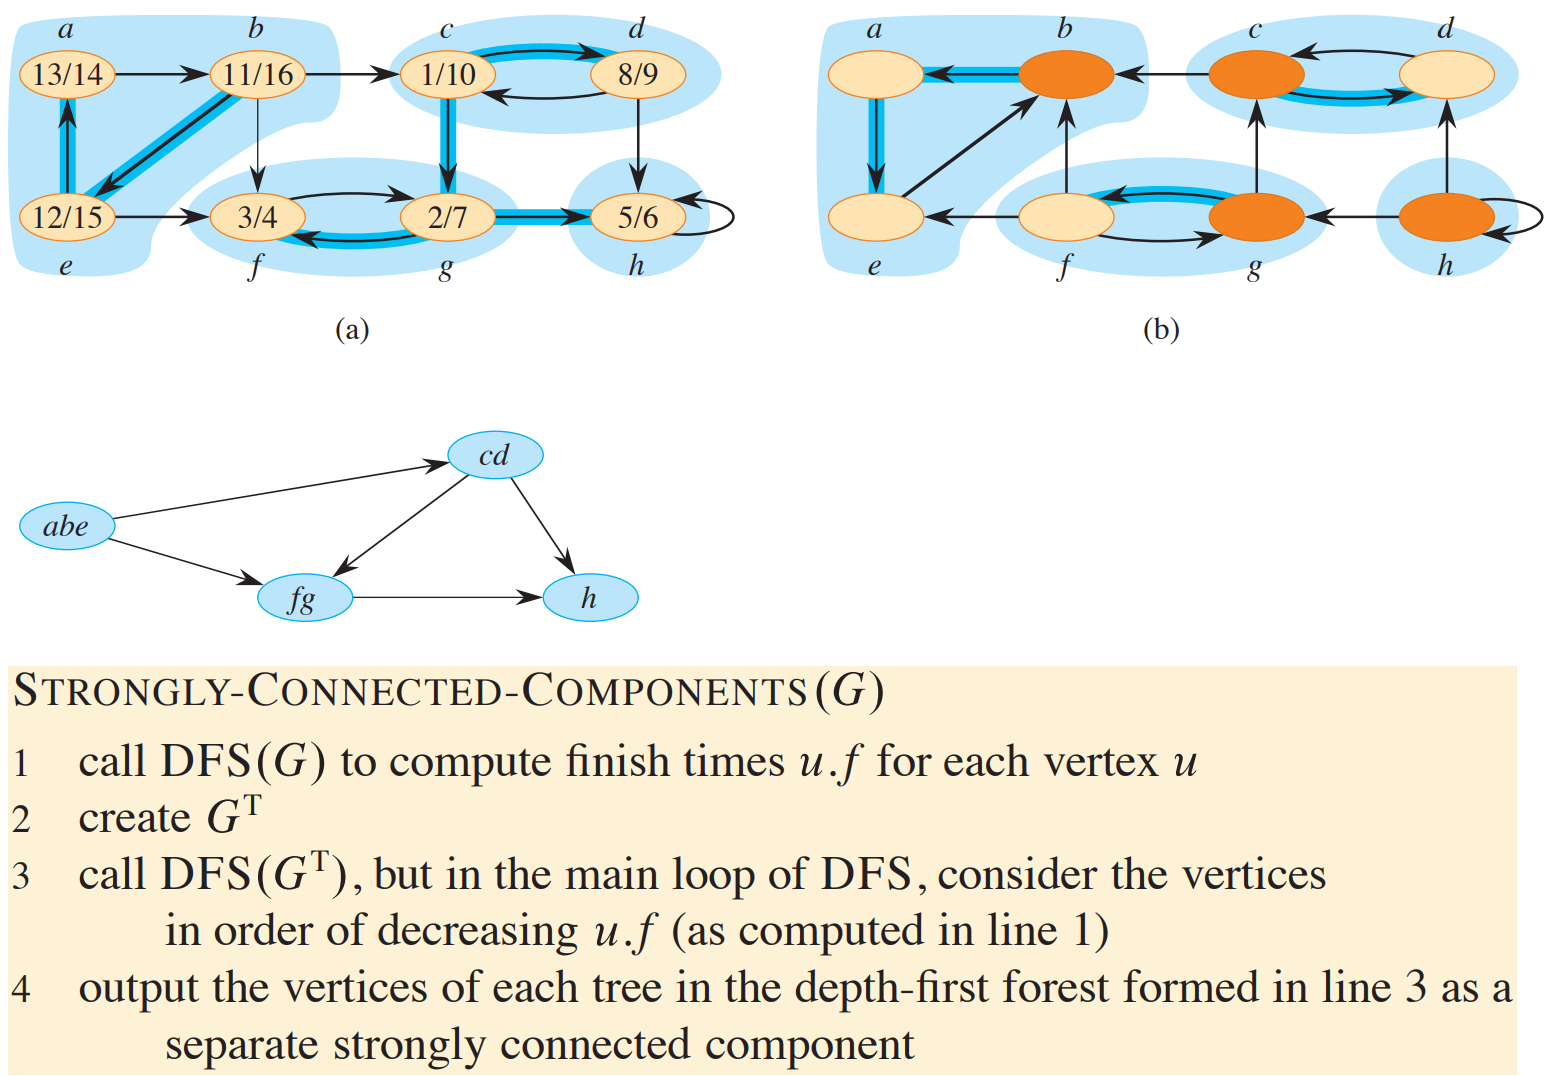 a b c d
13/14 11/16 1/10 8/9
12/15 3/4 2/7 5/6
e f g h
(a)
a b c d
e f g h
(b)
cd
abe
fg h
STRONGLY-CONNECTED-COMPONENTS(G)
1 call DFS(G) to compute finish times u.f for each vertex u
2 create Gᵀ
3 call DFS(Gᵀ), but in the main loop of DFS, consider the vertices
in order of decreasing u.f (as computed in line 1)
4 output the vertices of each tree in the depth-first forest formed in line 3 as a
separate strongly connected component